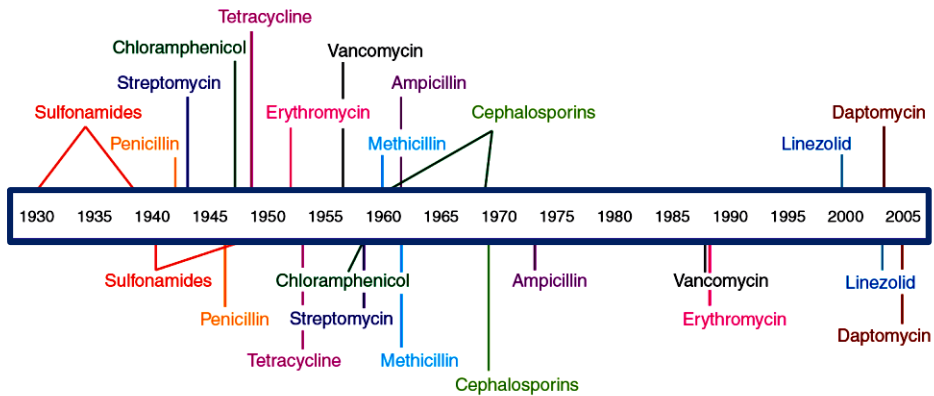 Tetracycline
Chloramphenicol
Vancomycin
Streptomycin
Ampicillin
Sulfonamides
Erythromycin
Cephalosporins
Daptomycin
Penicillin
Methicillin
Linezolid
1930 1935 1940 1945 1950 1955 1960 1965 1970 1975 1980 1985 1990 1995 2000 2005
Sulfonamides
Chloramphenicol
Ampicillin
Vancomycin
Linezolid
Penicillin
Streptomycin
Erythromycin
Daptomycin
Tetracycline
Methicillin
Cephalosporins